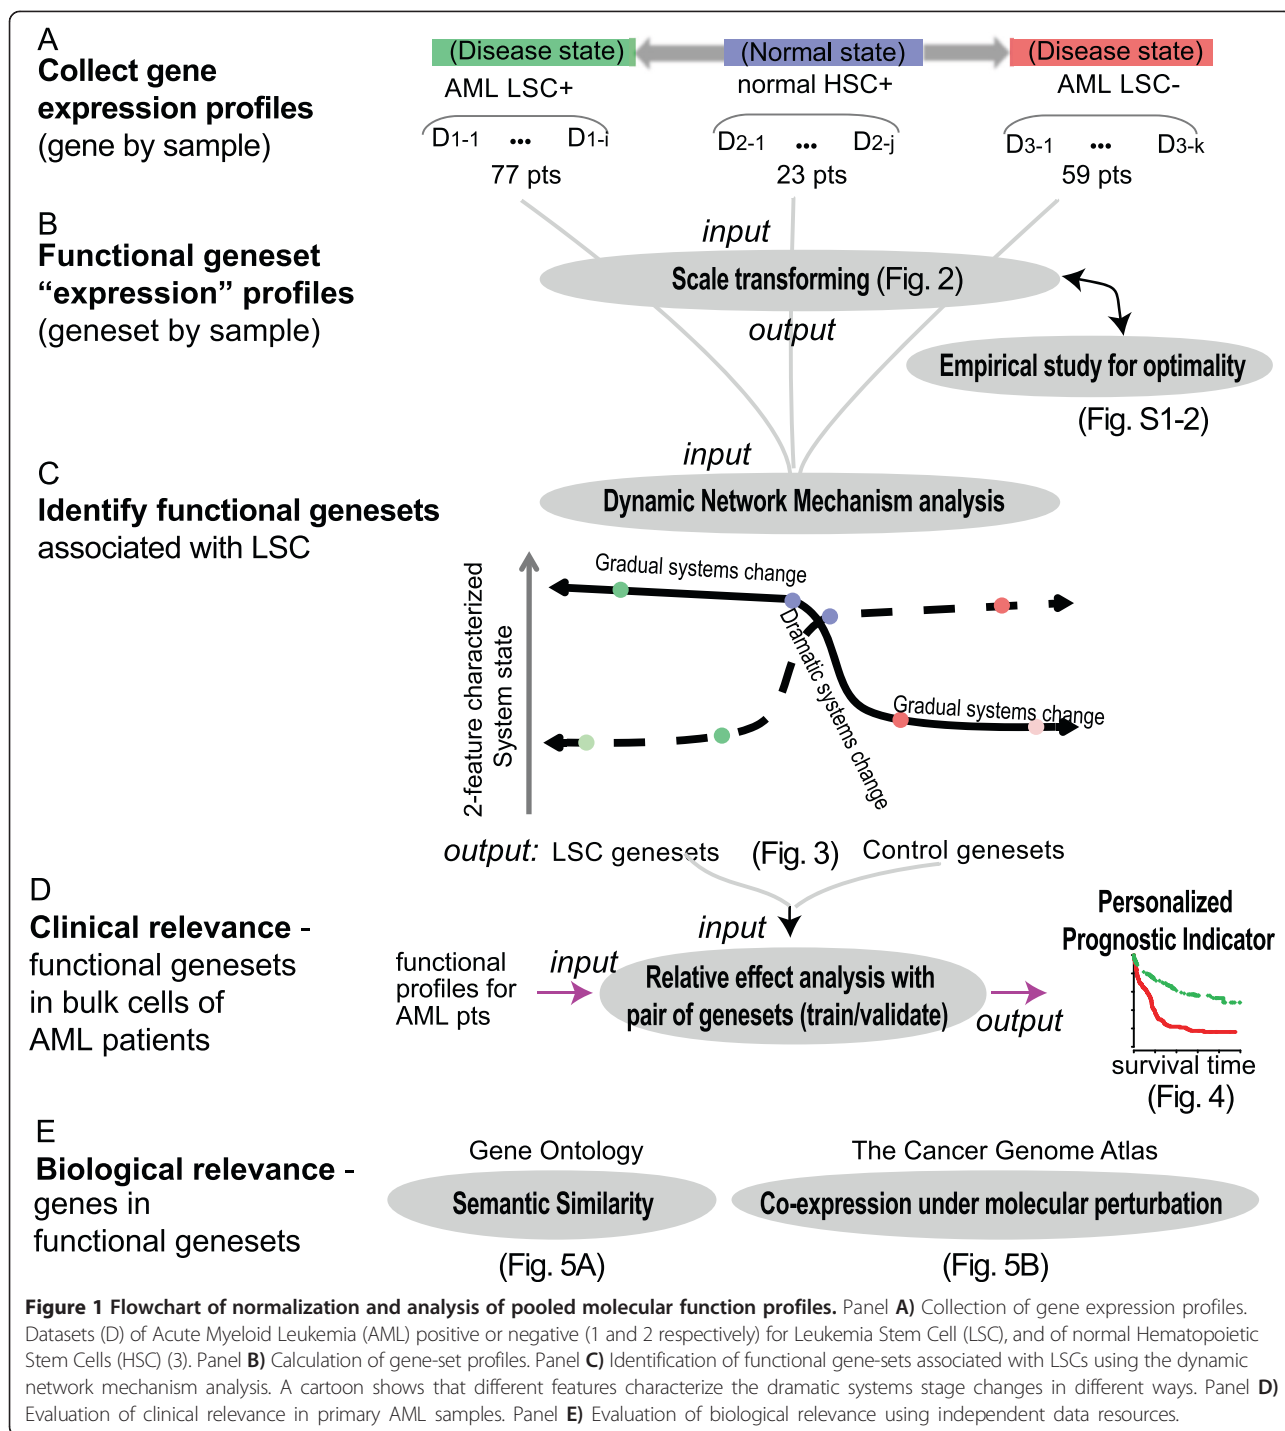 A
Collect gene
expression profiles
(gene by sample)
(Disease state)
(Normal state)
(Disease state)
AML LSC+
normal HSC+
AML LSC-
D1-1 ... D1-i
D2-1 ... D2-j
D3-1 ... D3-k
77 pts
23 pts
59 pts
B
Functional geneset
“expression” profiles
(geneset by sample)
input
Scale transforming (Fig. 2)
output
Empirical study for optimality
(Fig. S1-2)
C
Identify functional genesets
associated with LSC
input
Dynamic Network Mechanism analysis
2-feature characterized
System state
Gradual systems change
Dramatic systems change
Gradual systems change
output: LSC genesets
(Fig. 3)
Control genesets
D
Clinical relevance -
functional genesets
in bulk cells of
AML patients
functional
profiles for
AML pts
input
input
Relative effect analysis with
pair of genesets (train/validate)
output
Personalized
Prognostic Indicator
survival time
(Fig. 4)
E
Biological relevance -
genes in
functional genesets
Gene Ontology
Semantic Similarity
(Fig. 5A)
The Cancer Genome Atlas
Co-expression under molecular perturbation
(Fig. 5B)
Figure 1 Flowchart of normalization and analysis of pooled molecular function profiles. Panel A) Collection of gene expression profiles.
Datasets (D) of Acute Myeloid Leukemia (AML) positive or negative (1 and 2 respectively) for Leukemia Stem Cell (LSC), and of normal Hematopoietic
Stem Cells (HSC) (3). Panel B) Calculation of gene-set profiles. Panel C) Identification of functional gene-sets associated with LSCs using the dynamic
network mechanism analysis. A cartoon shows that different features characterize the dramatic systems stage changes in different ways. Panel D)
Evaluation of clinical relevance in primary AML samples. Panel E) Evaluation of biological relevance using independent data resources.